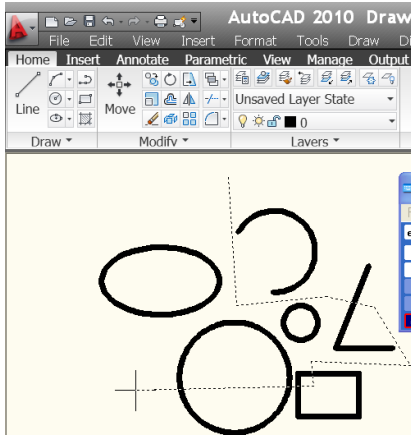 AutoCAD 2010 Draw
File Edit View Insert Format Tools Draw
Home Insert Annotate Parametric View Manage Output
Line Move Unsaved Layer State
0
Draw Modify Layers